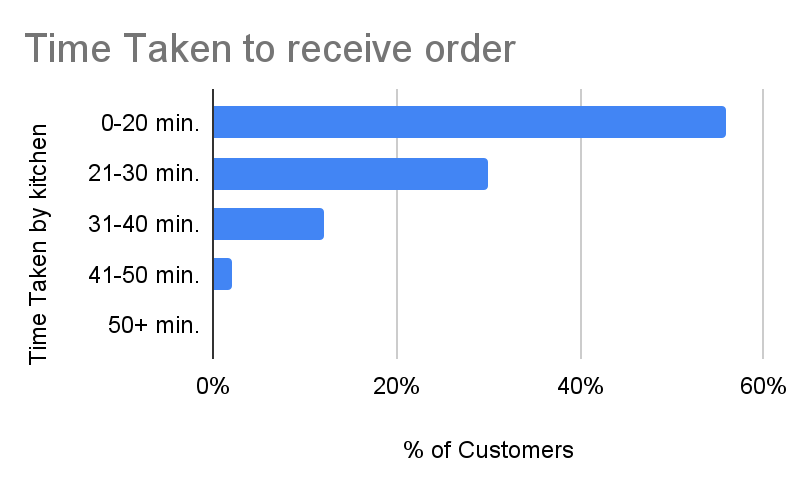 Time Taken to receive order
Time Taken by kitchen
0-20 min.
21-30 min.
31-40 min.
41-50 min.
50+ min.
0% 20% 40% 60%
% of Customers